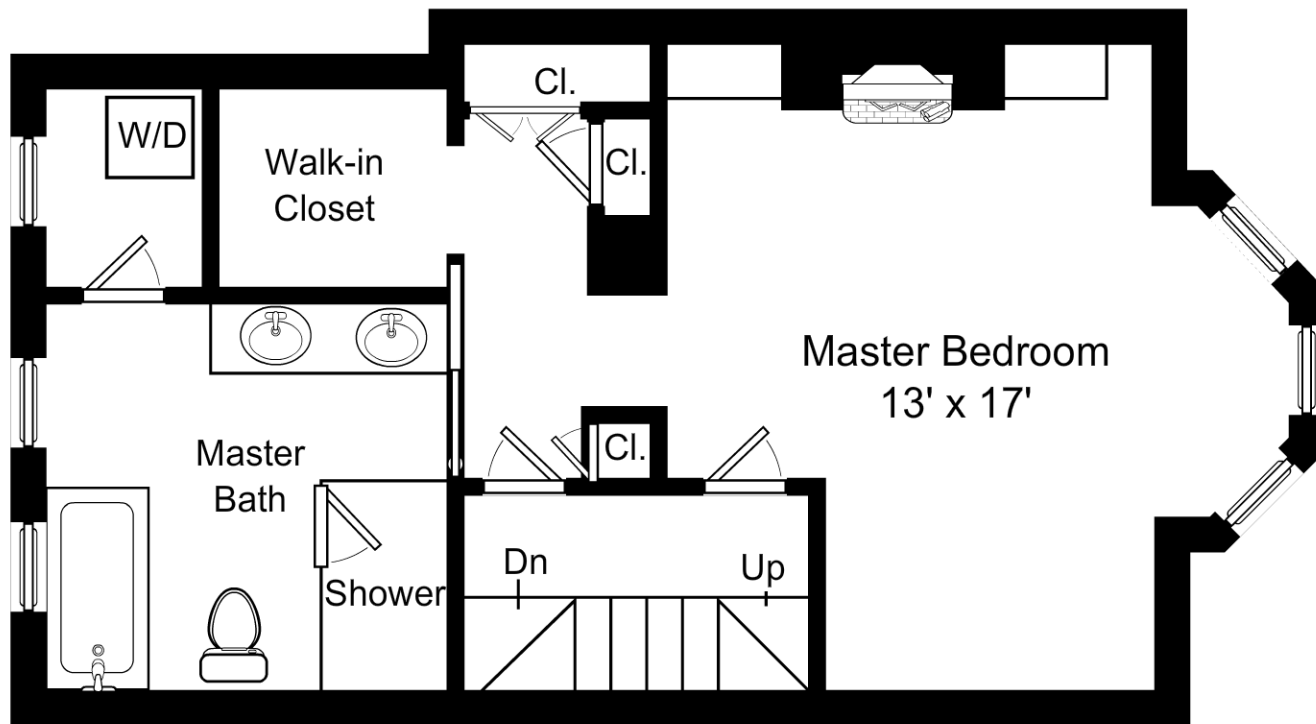 Cl.
W/D
Walk-in
Closet
Cl.
Master Bedroom
13' x 17'
Cl.
Master
Bath
Dn
Up
Shower